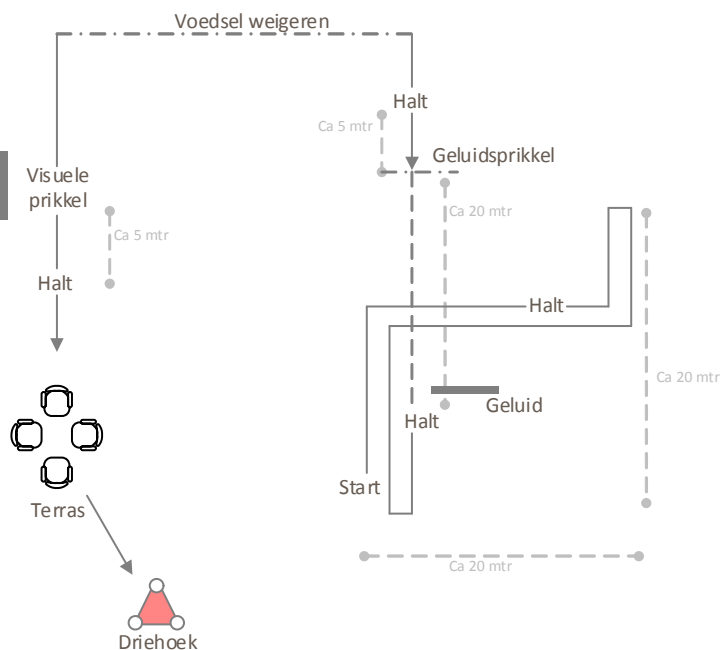 Voedsel weigeren
Halt
Ca 5 mtr
Geluidsprikkel
Visuele
prikkel
Ca 20 mtr
Ca 5 mtr
Halt
Halt
Ca 20 mtr
Geluid
Halt
Start
Terras
Ca 20 mtr
Driehoek